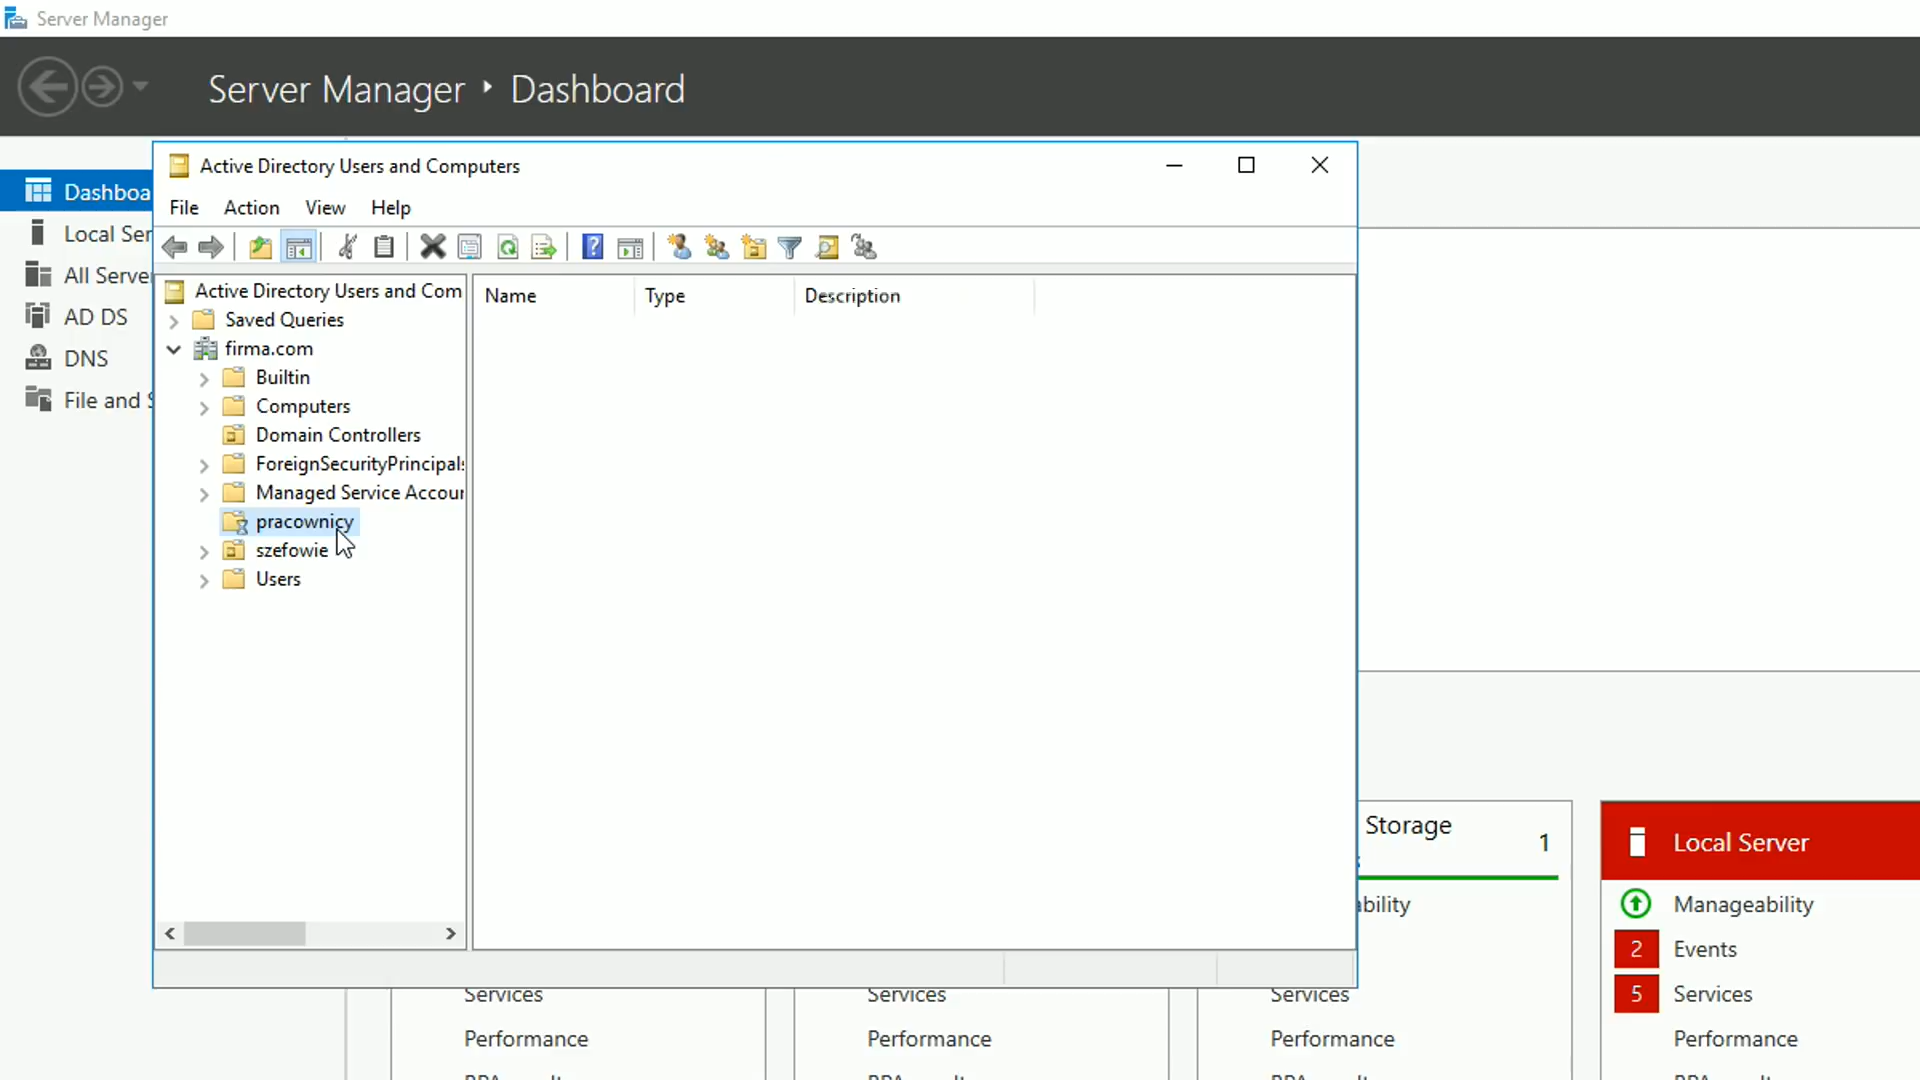 Server Manager
Server Manager ‣ Dashboard
Active Directory Users and Computers
File Action View Help
Dashboa
Local Ser
All Serve
AD DS
DNS
File and S
Active Directory Users and Com
Saved Queries
firma.com
Builtin
Computers
Domain Controllers
ForeignSecurityPrincipals
Managed Service Accour
pracownicy
szefowie
Users
Name Type Description
Storage 1
bility
Services
Performance
Services
Performance
Services
Performance
Local Server
Manageability
2 Events
5 Services
Performance